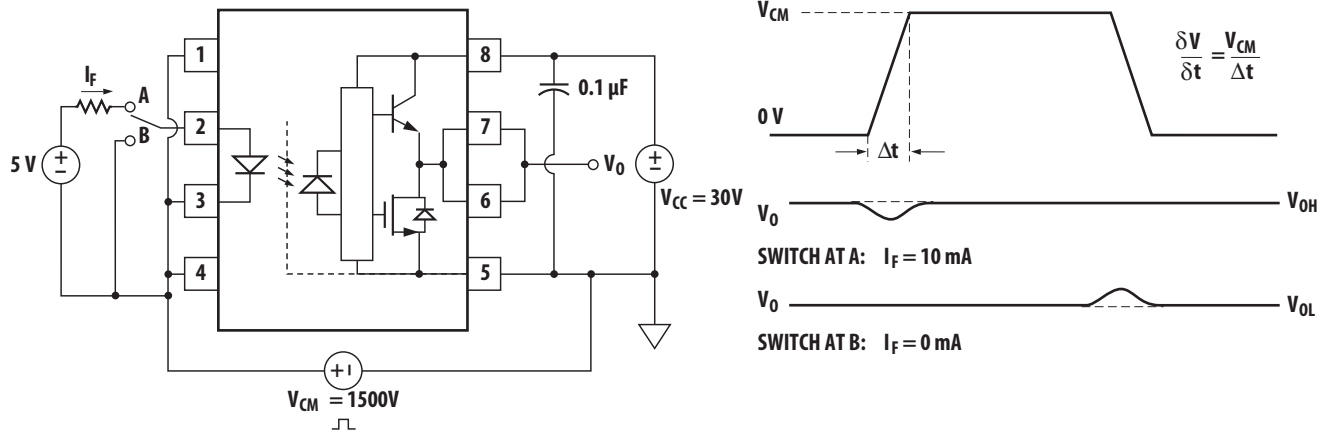 1
2
3
4
8
7
6
5
I_F
A
B
5 V
0.1 µF
V_O
V_CC = 30V
V_CM = 1500V
V_CM
0 V
Δt
δV/δt = V_CM/Δt
V_O
V_OH
SWITCH AT A: I_F = 10 mA
V_O
V_OL
SWITCH AT B: I_F = 0 mA